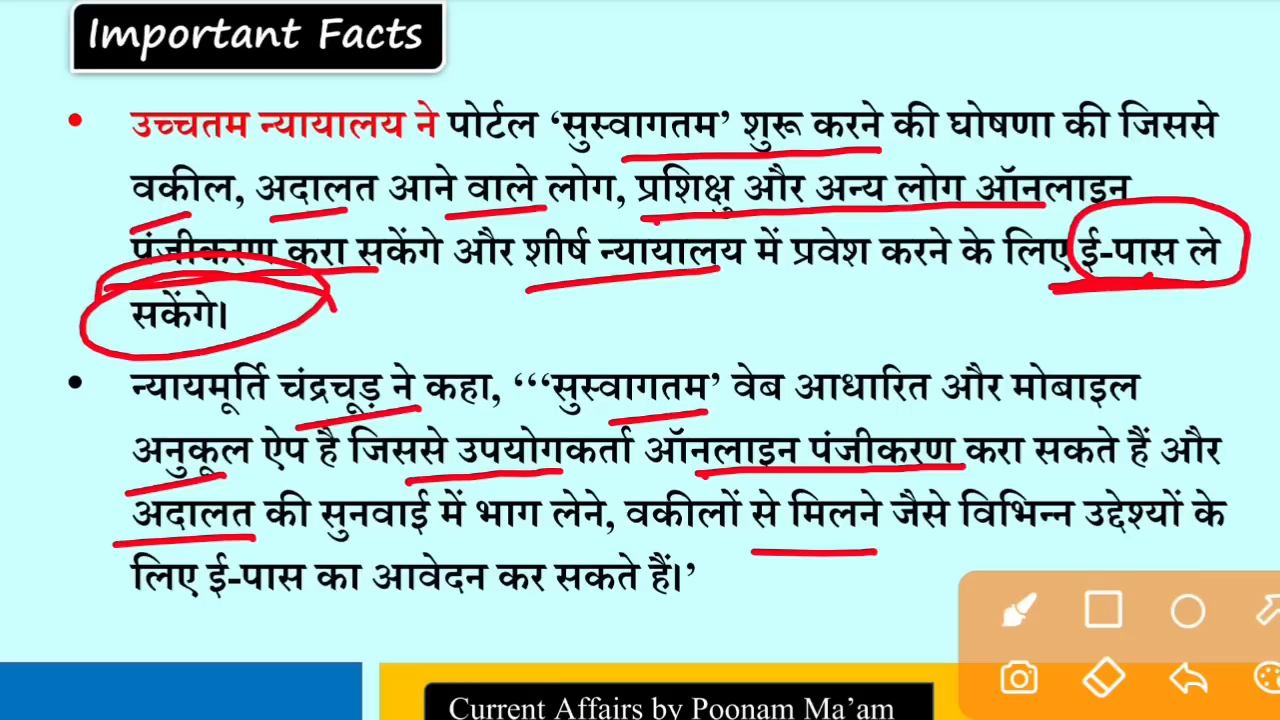 Important Facts
• उच्चतम न्यायालय ने पोर्टल ‘सुस्वागतम’ शुरू करने की घोषणा की जिससे
वकील, अदालत आने वाले लोग, प्रशिक्षु और अन्य लोग ऑनलाइन
पंजीकरण करा सकेंगे और शीर्ष न्यायालय में प्रवेश करने के लिए ई-पास ले
सकेंगे।
• न्यायमूर्ति चंद्रचूड़ ने कहा, ‘‘‘सुस्वागतम’ वेब आधारित और मोबाइल
अनुकूल ऐप है जिससे उपयोगकर्ता ऑनलाइन पंजीकरण करा सकते हैं और
अदालत की सुनवाई में भाग लेने, वकीलों से मिलने जैसे विभिन्न उद्देश्यों के
लिए ई-पास का आवेदन कर सकते हैं।’
Current Affairs by Poonam Ma’am